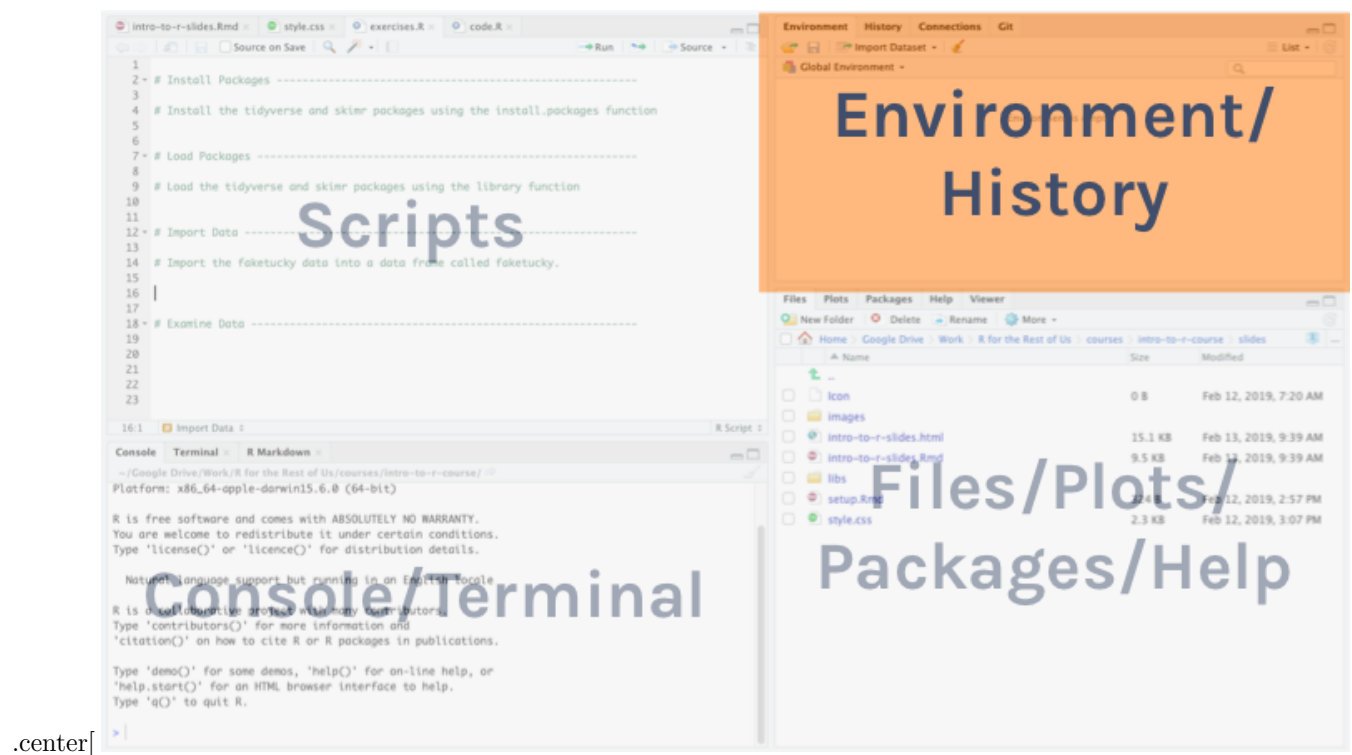 intro-to-r-slides.Rmd × style.css × exercises.R × code.R ×
Source on Save Run Source
1
2 # Install Packages ----------------------------------------------------------
3
4 # Install the tidyverse and skimr packages using the install.packages function
5
6
7 # Load Packages -------------------------------------------------------------
8
9 # Load the tidyverse and skimr packages using the library function
10
11
12 # Import Data ---------------------------------------------------------------
13
14 # Import the faketucky data into a data frame called faketucky.
15
16
17
18 # Examine Data --------------------------------------------------------------
19
20
21
22
23
16:1 Import Data R Script
Scripts
Environment History Connections Git
Import Dataset List
Global Environment
Environment/
History
Console Terminal × R Markdown ×
~/Google Drive/Work/R for the Rest of Us/courses/intro-to-r-course/
Platform: x86_64-apple-darwin15.6.0 (64-bit)
R is free software and comes with ABSOLUTELY NO WARRANTY.
You are welcome to redistribute it under certain conditions.
Type 'license()' or 'licence()' for distribution details.
Natural language support but running in an English locale
R is a collaborative project with many contributors.
Type 'contributors()' for more information and
'citation()' on how to cite R or R packages in publications.
Type 'demo()' for some demos, 'help()' for on-line help, or
'help.start()' for an HTML browser interface to help.
Type 'q()' to quit R.
>
Console/Terminal
Files Plots Packages Help Viewer
New Folder Delete Rename More
Home Google Drive Work R for the Rest of Us courses intro-to-r-course slides ...
Name Size Modified
..
Icon 0 B Feb 12, 2019, 7:20 AM
images
intro-to-r-slides.html 15.1 KB Feb 13, 2019, 9:39 AM
intro-to-r-slides.Rmd 9.5 KB Feb 13, 2019, 9:39 AM
libs
setup.Rmd 324 B Feb 12, 2019, 2:57 PM
style.css 2.3 KB Feb 12, 2019, 3:07 PM
Files/Plots/
Packages/Help
.center[